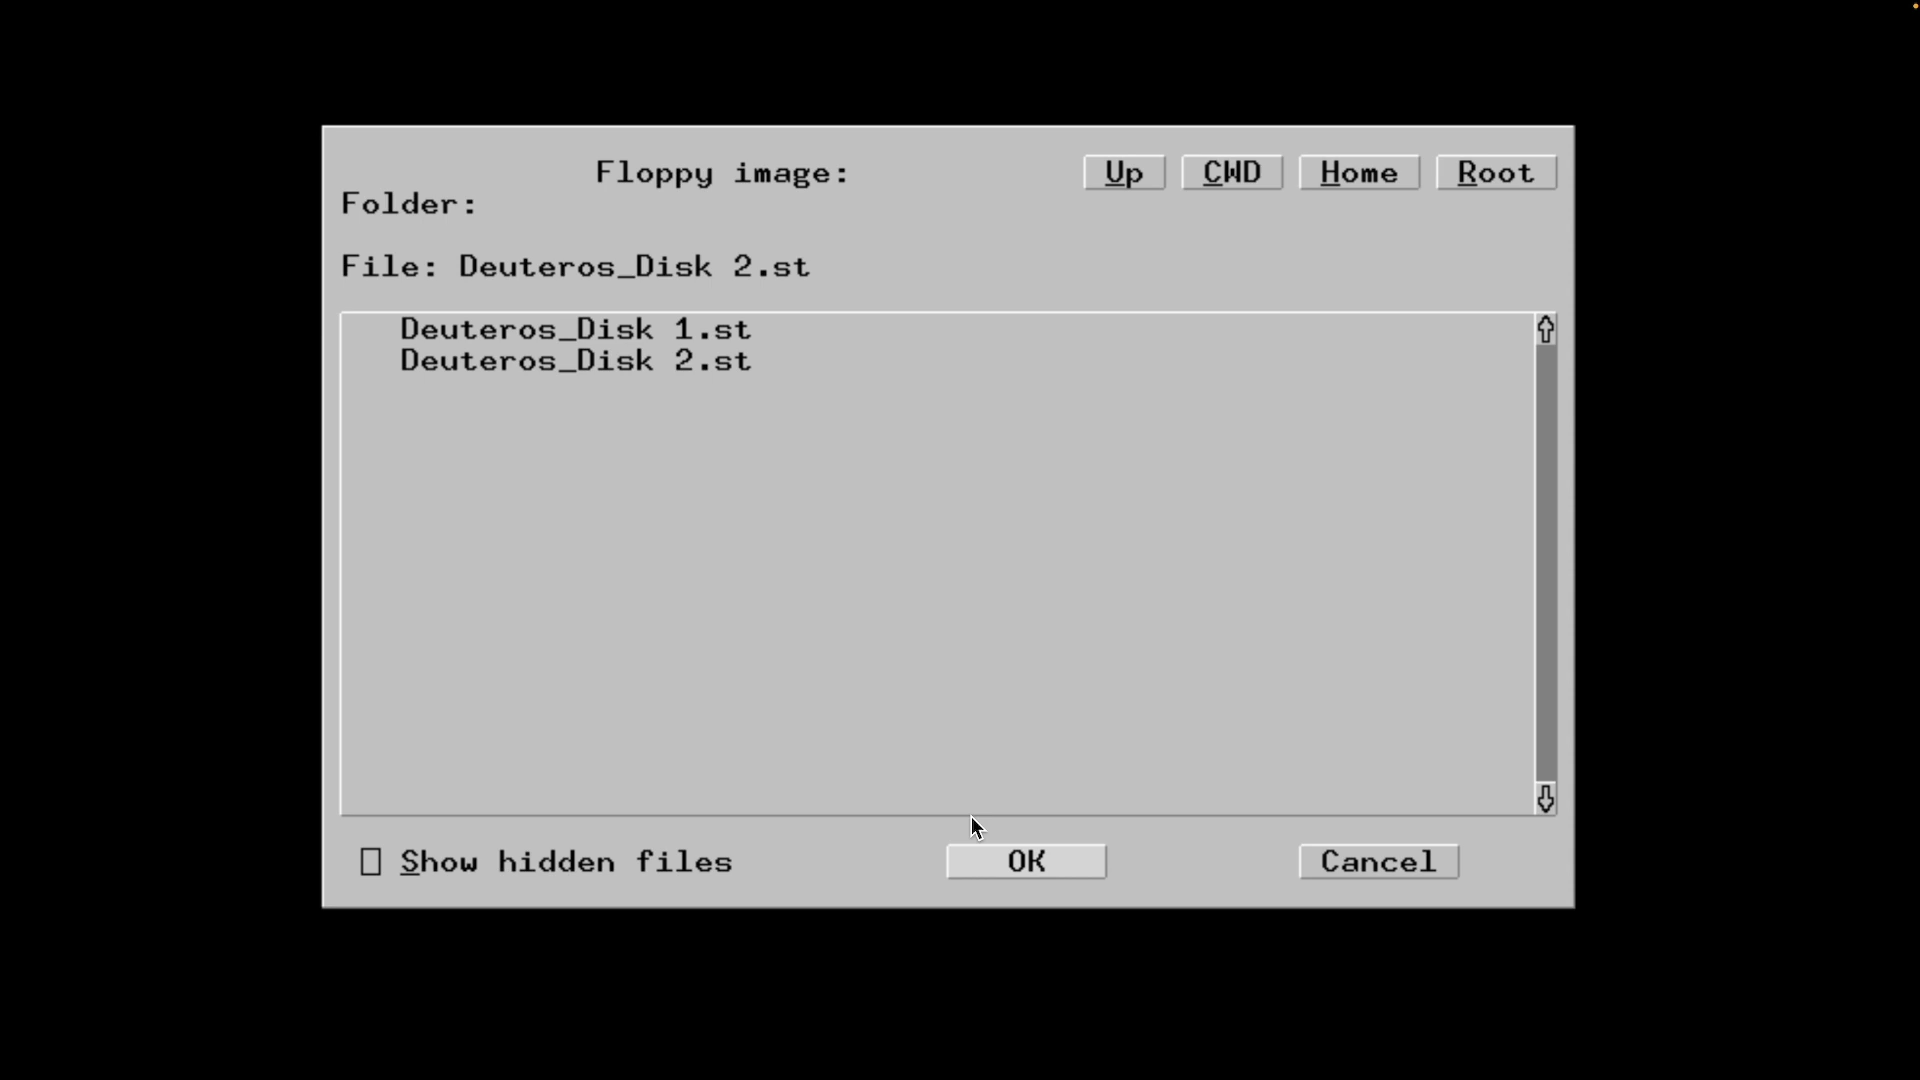 Floppy image: Up CWD Home Root
Folder:
File: Deuteros_Disk 2.st
Deuteros_Disk 1.st
Deuteros_Disk 2.st
Show hidden files OK Cancel